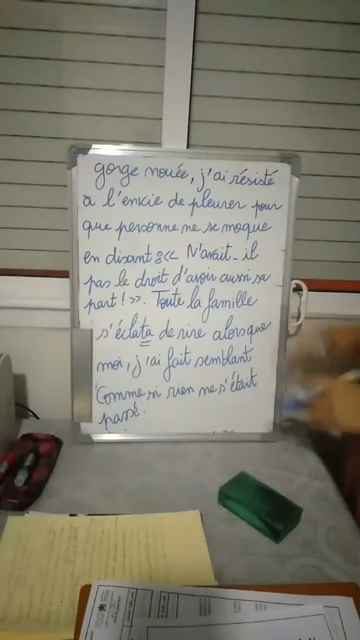 gorge nouée, j'ai résisté
à l'envie de pleurer pour
que personne ne se moque
en disant : << N'avait-il
pas le droit d'avoir aussi sa
part ! >>. Toute la famille
s'éclata de rire alors que
moi, j'ai fait semblant
Comme si rien ne s'était
passé.